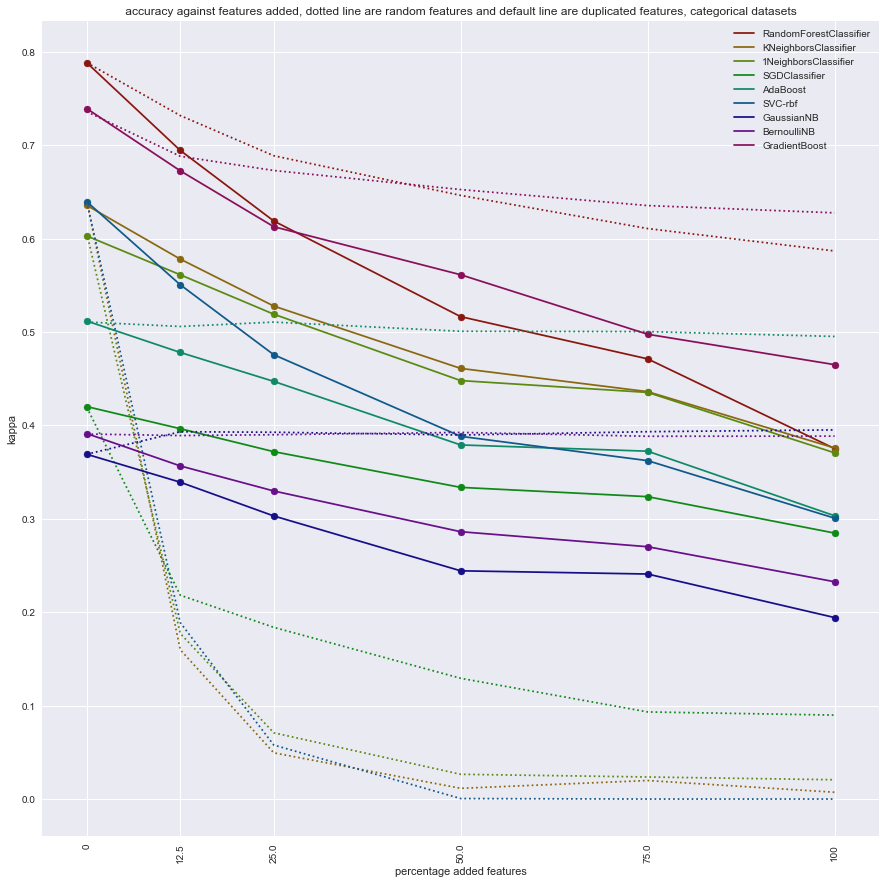 accuracy against features added, dotted line are random features and default line are duplicated features, categorical datasets
RandomForestClassifier
KNeighborsClassifier
1NeighborsClassifier
SGDClassifier
AdaBoost
SVC-rbf
GaussianNB
BernoulliNB
GradientBoost
kappa
0.8
0.7
0.6
0.5
0.4
0.3
0.2
0.1
0.0
0
12.5
25.0
50.0
75.0
100
percentage added features